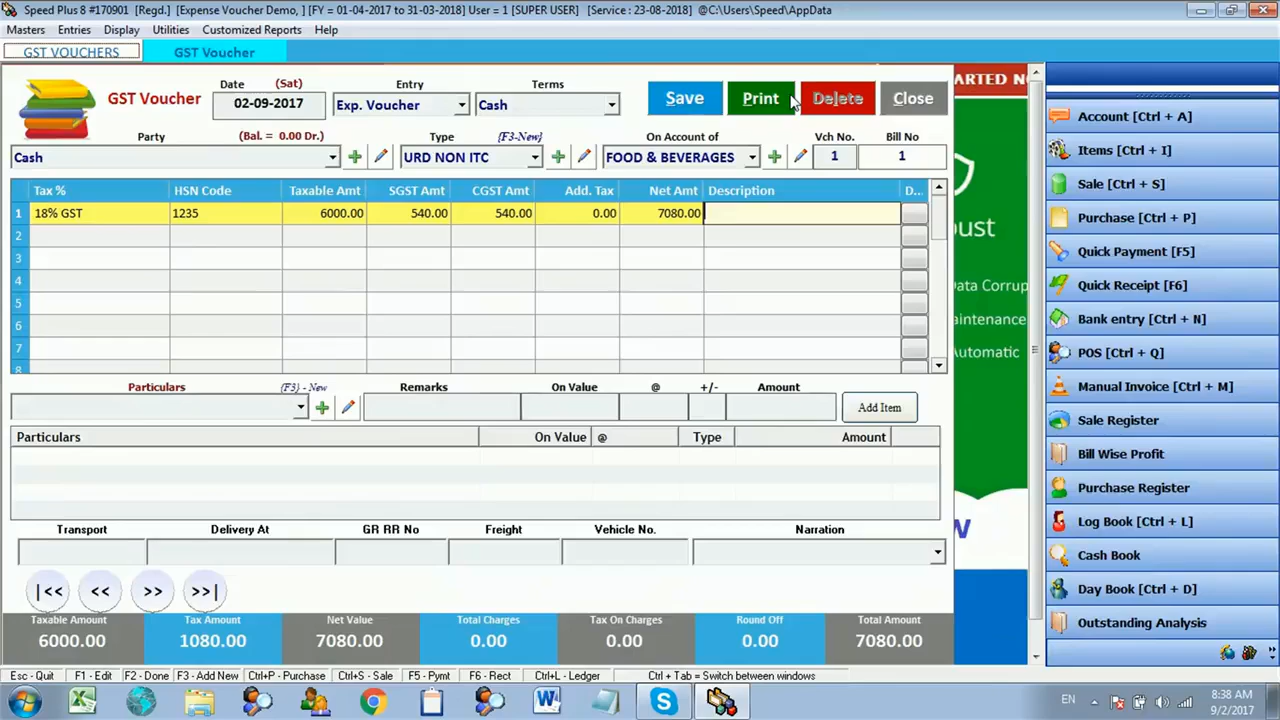 Speed Plus 8 #170901 [Regd.] [Expense Voucher Demo, ] [FY = 01-04-2017 to 31-03-2018] User = 1 [SUPER USER] [Service : 23-08-2018] @C:\Users\Speed\AppData
Masters Entries Display Utilities Customized Reports Help
GST VOUCHERS GST Voucher
GST Voucher
Date (Sat) Entry Terms
02-09-2017 Exp. Voucher Cash
Save Print Delete Close
Party (Bal. = 0.00 Dr.) Type [F3-New] On Account of Vch No. Bill No
Cash URD NON ITC FOOD & BEVERAGES 1 1
Tax % HSN Code Taxable Amt SGST Amt CGST Amt Add. Tax Net Amt Description D...
1 18% GST 1235 6000.00 540.00 540.00 0.00 7080.00
2
3
4
5
6
7
8
Particulars (F3) - New Remarks On Value @ +/- Amount
Add Item
Particulars On Value @ Type Amount
Transport Delivery At GR RR No Freight Vehicle No. Narration
|<< << >> >>|
Taxable Amount Tax Amount Net Value Total Charges Tax On Charges Round Off Total Amount
6000.00 1080.00 7080.00 0.00 0.00 0.00 7080.00
Esc - Quit F1 - Edit F2 - Done F3 - Add New Ctrl+P - Purchase Ctrl+S - Sale F5 - Pymt F6 - Rect Ctrl+L - Ledger Ctrl + Tab = Switch between windows
ARTED
ust
Data Corrup
aintenance
Automatic
W
Account [Ctrl + A]
Items [Ctrl + I]
Sale [Ctrl + S]
Purchase [Ctrl + P]
Quick Payment [F5]
Quick Receipt [F6]
Bank entry [Ctrl + N]
POS [Ctrl + Q]
Manual Invoice [Ctrl + M]
Sale Register
Bill Wise Profit
Purchase Register
Log Book [Ctrl + L]
Cash Book
Day Book [Ctrl + D]
Outstanding Analysis
EN
8:38 AM
9/2/2017